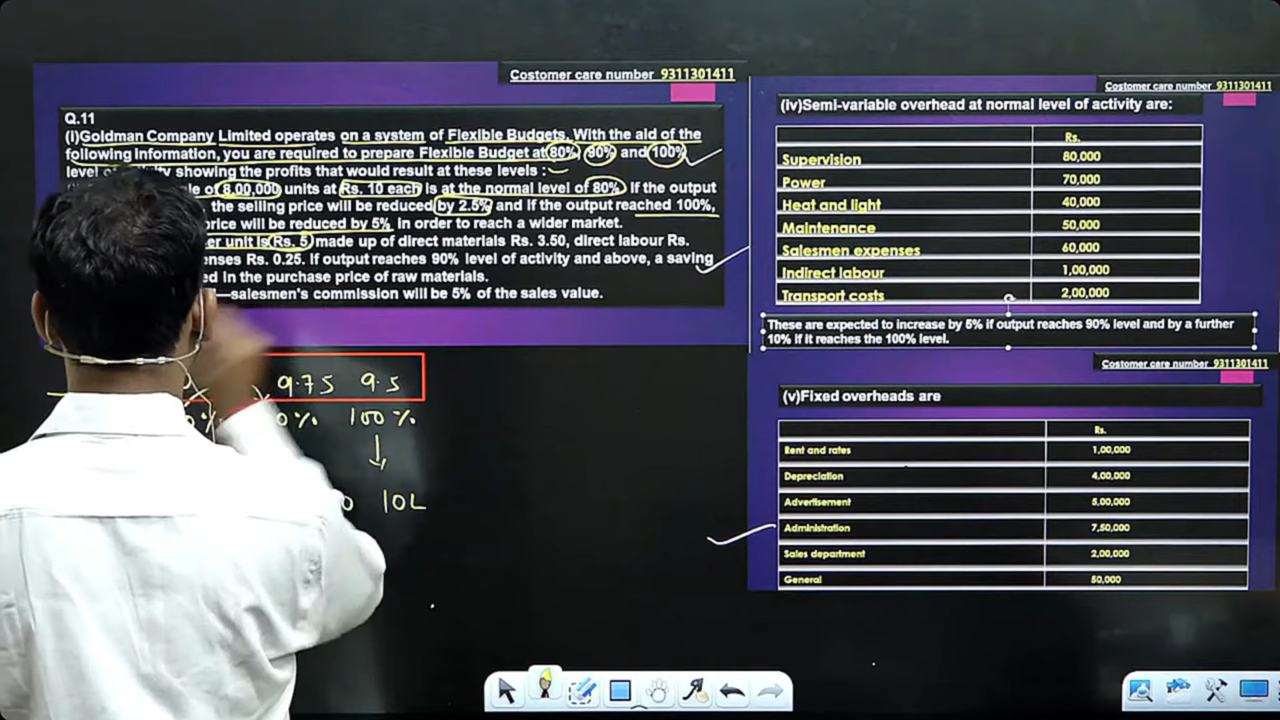 Costomer care number 9311301411
Q.11
(i)Goldman Company Limited operates on a system of Flexible Budgets. With the aid of the
following information, you are required to prepare Flexible Budget at 80%, 90% and 100%
level of activity showing the profits that would result at these levels :
of 8,00,000 units at Rs. 10 each is at the normal level of 80%. If the output
, the selling price will be reduced by 2.5% and if the output reached 100%,
price will be reduced by 5% in order to reach a wider market.
unit is Rs. 5 made up of direct materials Rs. 3.50, direct labour Rs.
Rs. 0.25. If output reaches 90% level of activity and above, a saving
in the purchase price of raw materials.
—salesmen's commission will be 5% of the sales value.
9.75 9.5
0% 100%
0 10L
Costomer care number 9311301411
(iv)Semi-variable overhead at normal level of activity are:
Rs.
Supervision 80,000
Power 70,000
Heat and light 40,000
Maintenance 50,000
Salesmen expenses 60,000
Indirect labour 1,00,000
Transport costs 2,00,000
These are expected to increase by 5% if output reaches 90% level and by a further
10% if it reaches the 100% level.
Costomer care number 9311301411
(v)Fixed overheads are
Rs.
Rent and rates 1,00,000
Depreciation 4,00,000
Advertisement 5,00,000
Administration 7,50,000
Sales department 2,00,000
General 50,000